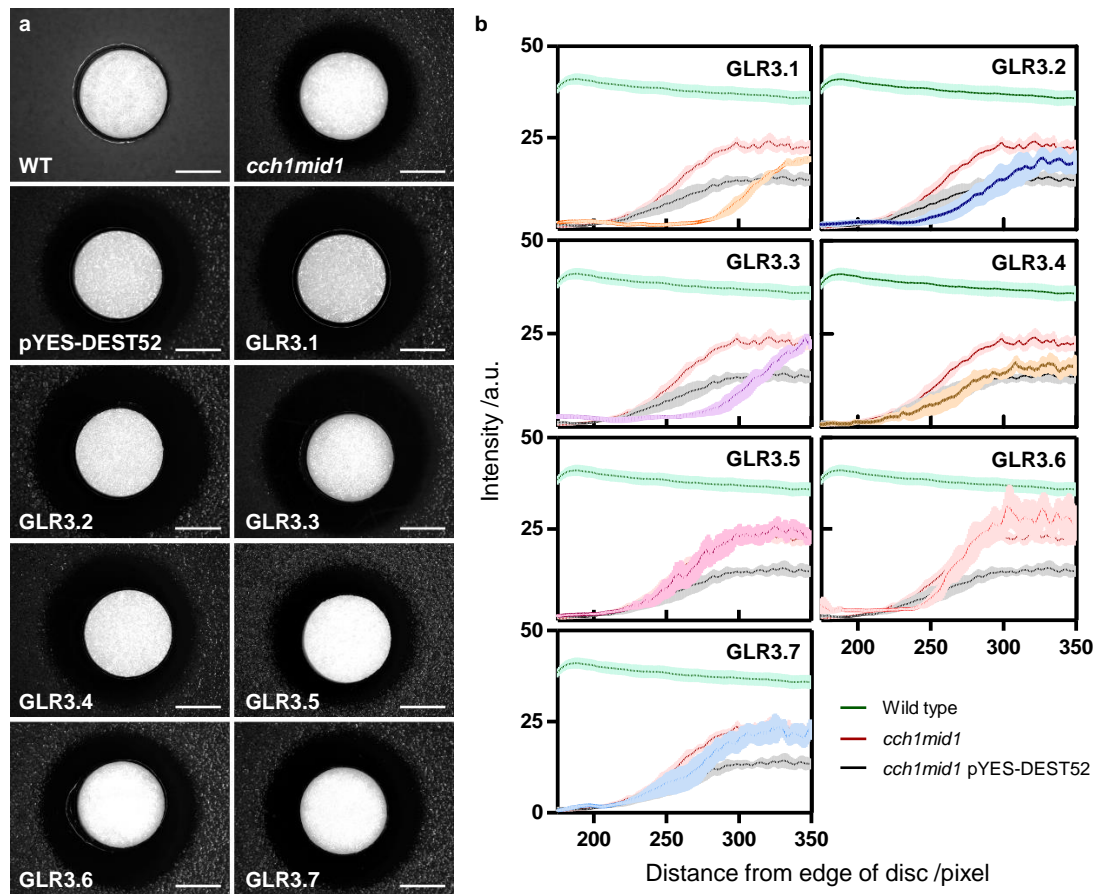 a
WT
cch1mid1
pYES-DEST52
GLR3.1
GLR3.2
GLR3.3
GLR3.4
GLR3.5
GLR3.6
GLR3.7
b
Intensity /a.u.
50
25
GLR3.1
GLR3.2
50
25
GLR3.3
GLR3.4
50
25
GLR3.5
GLR3.6
200 250 300 350
50
25
0
GLR3.7
200 250 300 350
Wild type
cch1mid1
cch1mid1 pYES-DEST52
Distance from edge of disc /pixel